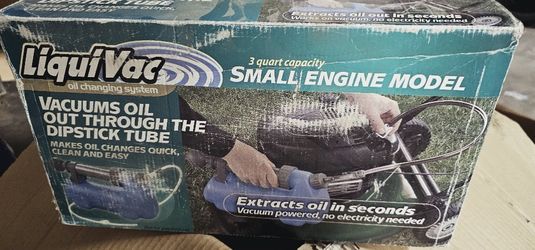 DIPSTICK TUBE
Extracts oil out in seconds
Works on vacuum, no electricity needed
LiquiVac
oil changing system
3 quart capacity
SMALL ENGINE MODEL
VACUUMS OIL
OUT THROUGH THE
DIPSTICK TUBE
MAKES OIL CHANGES QUICK,
CLEAN AND EASY
Extracts oil in seconds
Vacuum powered, no electricity needed